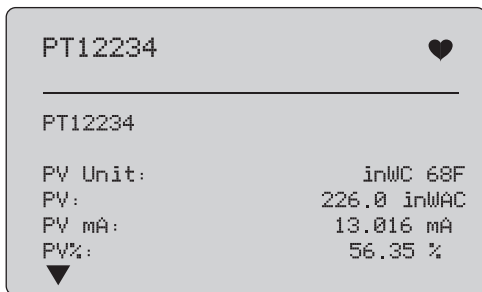 PT12234
PT12234
PV Unit: inWC 68F
PV: 226.0 inWAC
PV mA: 13.016 mA
PV%: 56.35 %